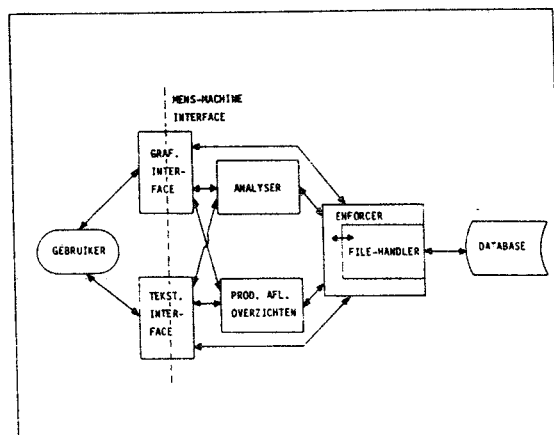 MENS-MACHINE
INTERFACE
GRAF.
INTER-
FACE
ANALYSER
ENFORCER
FILE-HANDLER
DATABASE
GEBRUIKER
TEKST.
INTER-
FACE
PROD. AFL.
OVERZICHTEN